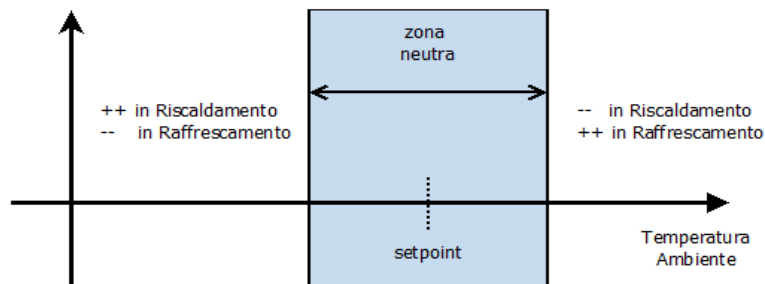 zona
neutra
++ in Riscaldamento
-- in Raffrescamento
-- in Riscaldamento
++ in Raffrescamento
setpoint
Temperatura
Ambiente